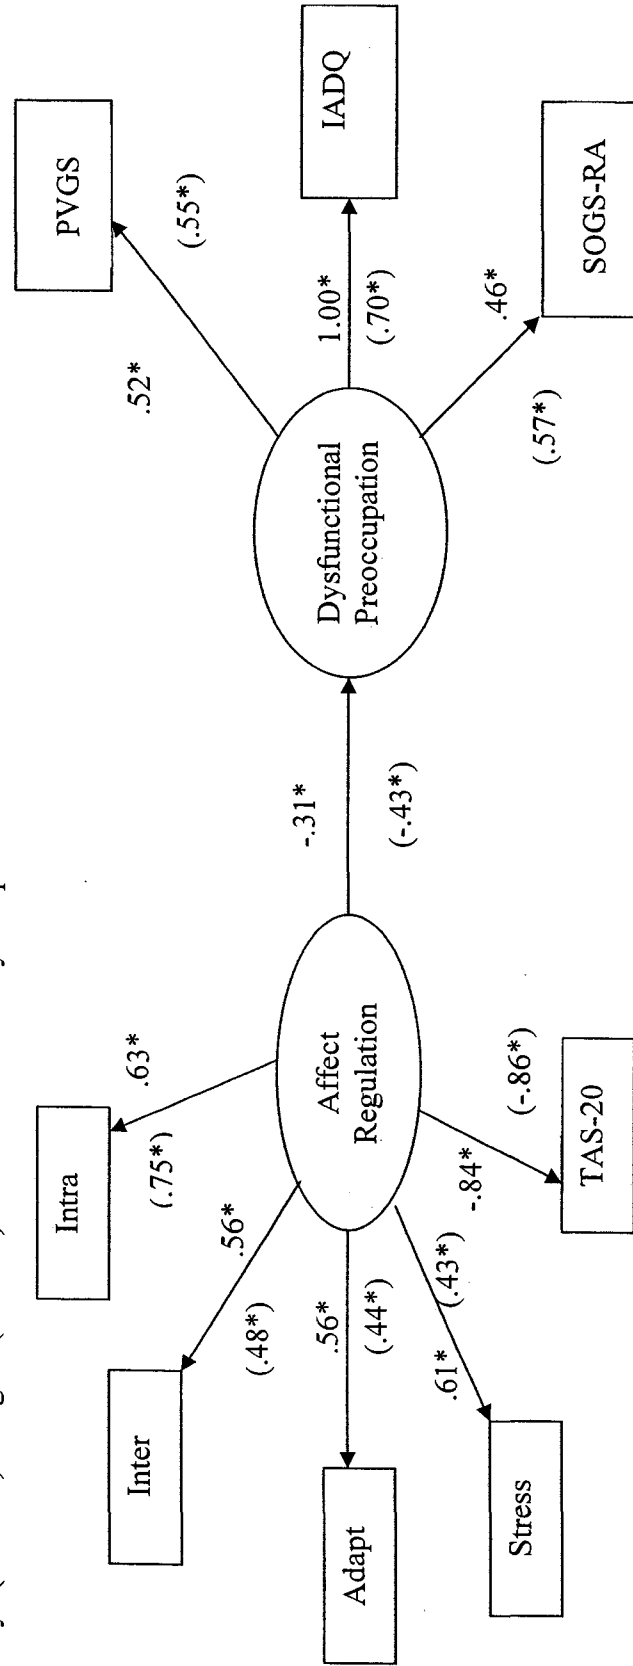 Intra
.63*
(.75*)
Inter
.56*
(.48*)
Adapt
.56*
(.44*)
Stress
.61*
(.43*)
TAS-20
-.84*
(-.86*)
Affect
Regulation
-.31*
(-.43*)
Dysfunctional
Preoccupation
PVGS
.52*
(.55*)
IADQ
1.00*
(.70*)
SOGS-RA
.46*
(.57*)